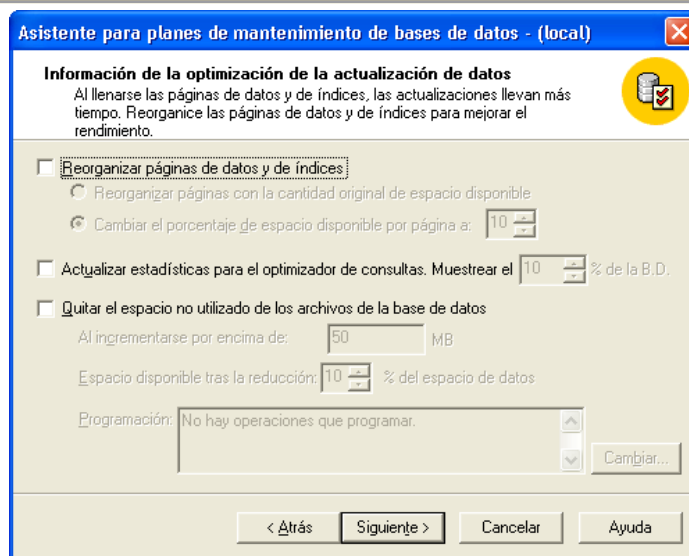 Asistente para planes de mantenimiento de bases de datos - (local)
Información de la optimización de la actualización de datos
Al llenarse las páginas de datos y de índices, las actualizaciones llevan más
tiempo. Reorganice las páginas de datos y de índices para mejorar el
rendimiento.
Reorganizar páginas de datos y de índices
Reorganizar páginas con la cantidad original de espacio disponible
Cambiar el porcentaje de espacio disponible por página a: 10
Actualizar estadísticas para el optimizador de consultas. Muestrear el 10 % de la B.D.
Quitar el espacio no utilizado de los archivos de la base de datos
Al incrementarse por encima de: 50 MB
Espacio disponible tras la reducción: 10 % del espacio de datos
Programación: No hay operaciones que programar.
Cambiar...
< Atrás Siguiente > Cancelar Ayuda